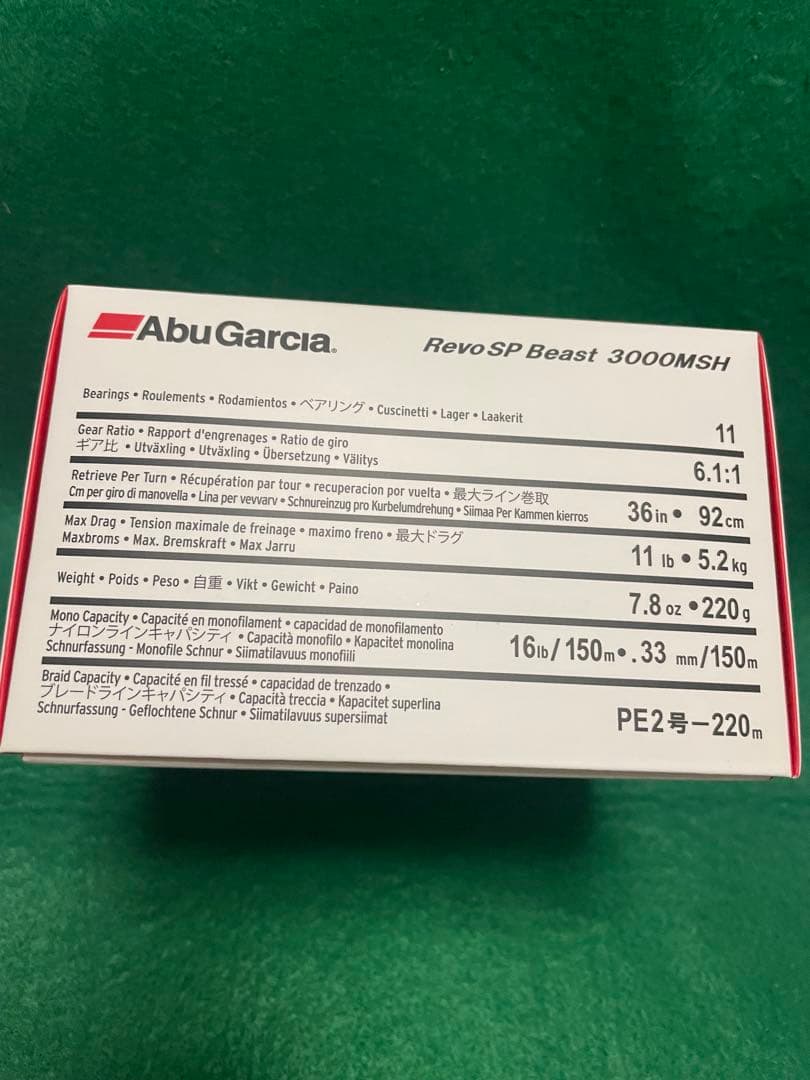 AbuGarcia.
Revo SP Beast 3000MSH
Bearings • Roulements • Rodamientos • ベアリング • Cuscinetti • Lager • Laakerit
11
Gear Ratio • Rapport d'engrenages • Ratio de giro
ギア比 • Utväxling • Utväxling • Übersetzung • Välitys
6.1:1
Retrieve Per Turn • Récupération par tour • recuperacion por vuelta • 最大ライン巻取
Cm per giro di manovella • Lina per vevvarv • Schnureinzug pro Kurbelumdrehung • Siimaa Per Kammen kierros
36in • 92cm
Max Drag • Tension maximale de freinage • maximo freno • 最大ドラグ
Maxbroms • Max. Bremskraft • Max Jarru
11 lb • 5.2kg
Weight • Poids • Peso • 自重 • Vikt • Gewicht • Paino
7.8 oz •220g
Mono Capacity • Capacité en monofilament • capacidad de monofilamento
ナイロンラインキャパシティ • Capacità monofilo • Kapacitet monolina
Schnurfassung - Monofile Schnur • Siimatilavuus monofiili
16lb/150m•.33 mm/150m
Braid Capacity • Capacité en fil tressé • capacidad de trenzado •
ブレードラインキャパシティ • Capacità treccia • Kapacitet superlina
Schnurfassung - Geflochtene Schnur • Siimatilavuus supersiimat
PE2号－220m